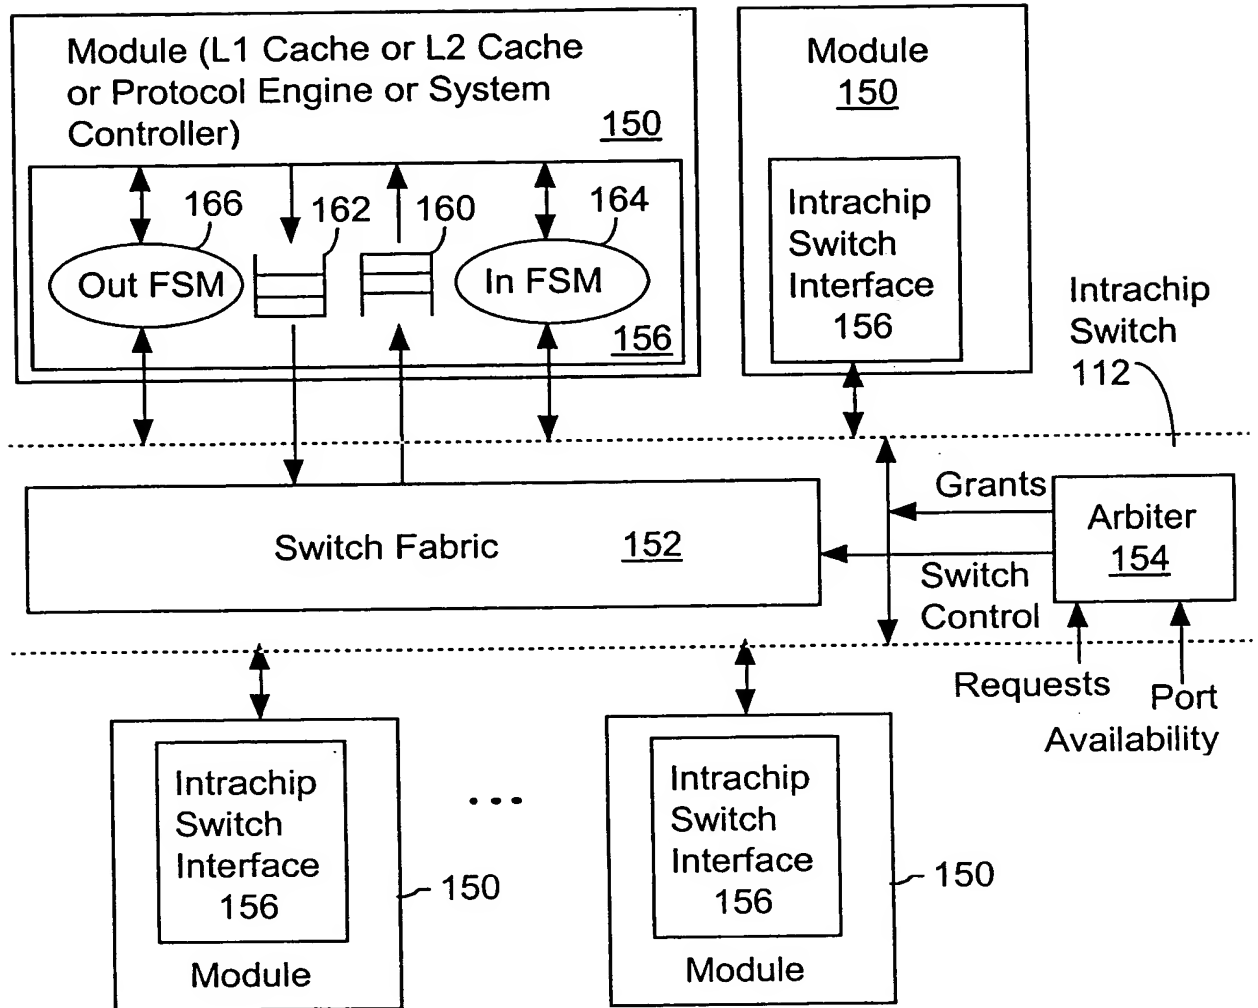 Module (L1 Cache or L2 Cache
or Protocol Engine or System
Controller)
150
166
162
160
164
Out FSM
In FSM
156
Module
150
Intrachip
Switch
Interface
156
Intrachip
Switch
112
Grants
Arbiter
154
Switch Fabric
152
Switch
Control
Requests
Port
Availability
Intrachip
Switch
Interface
156
150
Module
...
Intrachip
Switch
Interface
156
150
Module